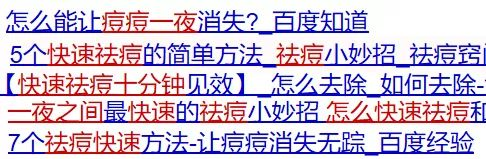 怎么能让痘痘一夜消失?_百度知道
5个快速祛痘的简单方法_祛痘小妙招_祛痘窍
【快速祛痘十分钟见效】_怎么去除_如何去除-
一夜之间最快速的祛痘小妙招 怎么快速祛痘和
7个祛痘快速方法-让痘痘消失无踪_百度经验